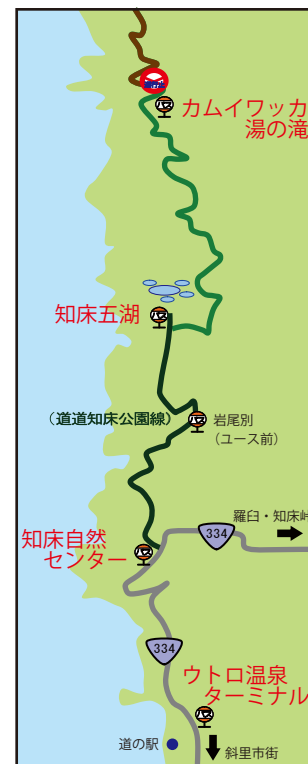 カムイワッカ
湯の滝
知床五湖
(道道知床公園線)
岩尾別
(ユース前)
羅臼・知床峠
334
知床自然
センター
334
ウトロ温泉
ターミナル
道の駅
斜里市街